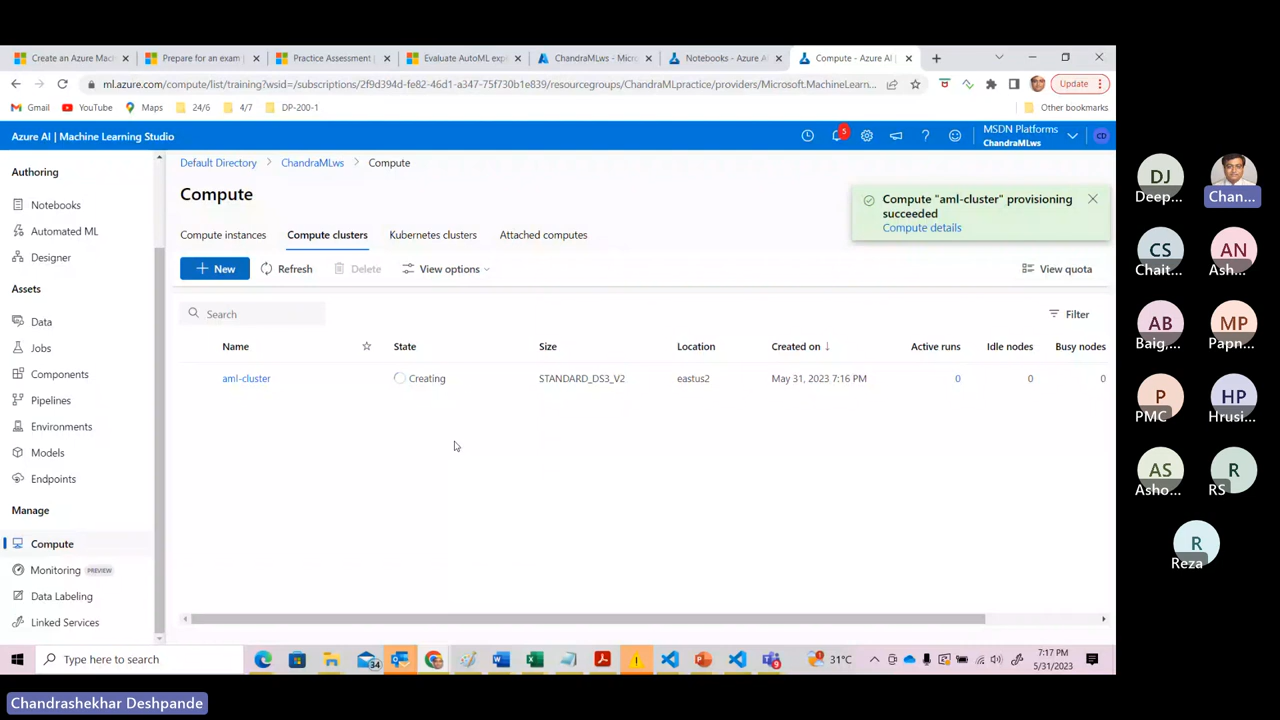 Create an Azure Mac
Prepare for an exam
Practice Assessment
Evaluate AutoML exp
ChandraMLws - Micro
Notebooks - Azure AI
Compute - Azure AI |
ml.azure.com/compute/list/training?wsid=/subscriptions/2f9d394d-fe82-46d1-a347-75f730b1e839/resourcegroups/ChandraMLpractice/providers/Microsoft.MachineLearn...
Update
Gmail
YouTube
Maps
24/6
4/7
DP-200-1
Other bookmarks
Azure AI | Machine Learning Studio
5
MSDN Platforms
ChandraMLws
CD
Authoring
Notebooks
Automated ML
Designer
Assets
Data
Jobs
Components
Pipelines
Environments
Models
Endpoints
Manage
Compute
Monitoring PREVIEW
Data Labeling
Linked Services
Default Directory > ChandraMLws > Compute
Compute
Compute "aml-cluster" provisioning
succeeded
Compute details
Compute instances
Compute clusters
Kubernetes clusters
Attached computes
New
Refresh
Delete
View options
View quota
Search
Filter
Name State Size Location Created on ↓ Active runs Idle nodes Busy nodes
aml-cluster Creating STANDARD_DS3_V2 eastus2 May 31, 2023 7:16 PM 0 0 0
Type here to search
34
31°C
7:17 PM
5/31/2023
DJ
Deep...
Chan...
CS
Chait...
AN
Ash...
AB
Baig,...
MP
Papn...
P
PMC
HP
Hrusi...
AS
Asho...
R
RS
R
Reza
Chandrashekhar Deshpande